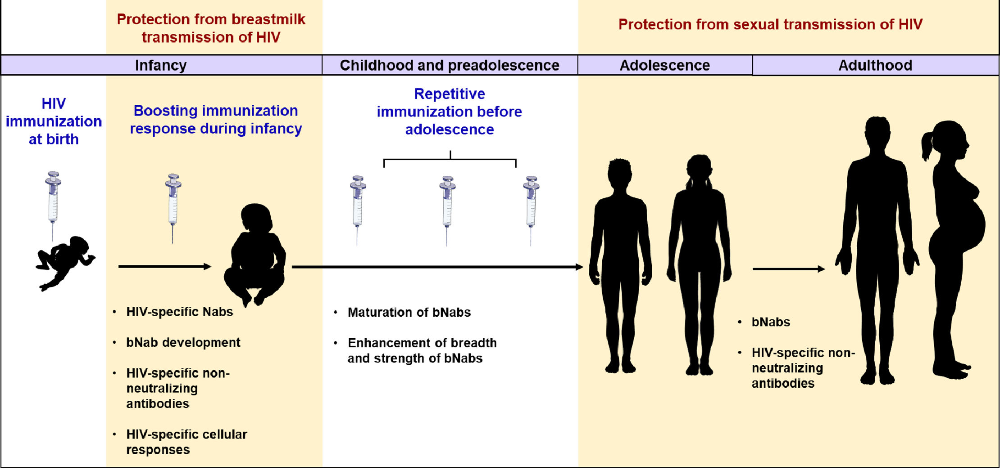 Protection from breastmilk
transmission of HIV
Protection from sexual transmission of HIV
Infancy
Childhood and preadolescence
Adolescence
Adulthood
HIV
immunization
at birth
Boosting immunization
response during infancy
Repetitive
immunization before
adolescence
• HIV-specific Nabs
• bNab development
• HIV-specific non-
neutralizing
antibodies
• HIV-specific cellular
responses
• Maturation of bNabs
• Enhancement of breadth
and strength of bNabs
• bNabs
• HIV-specific non-
neutralizing
antibodies